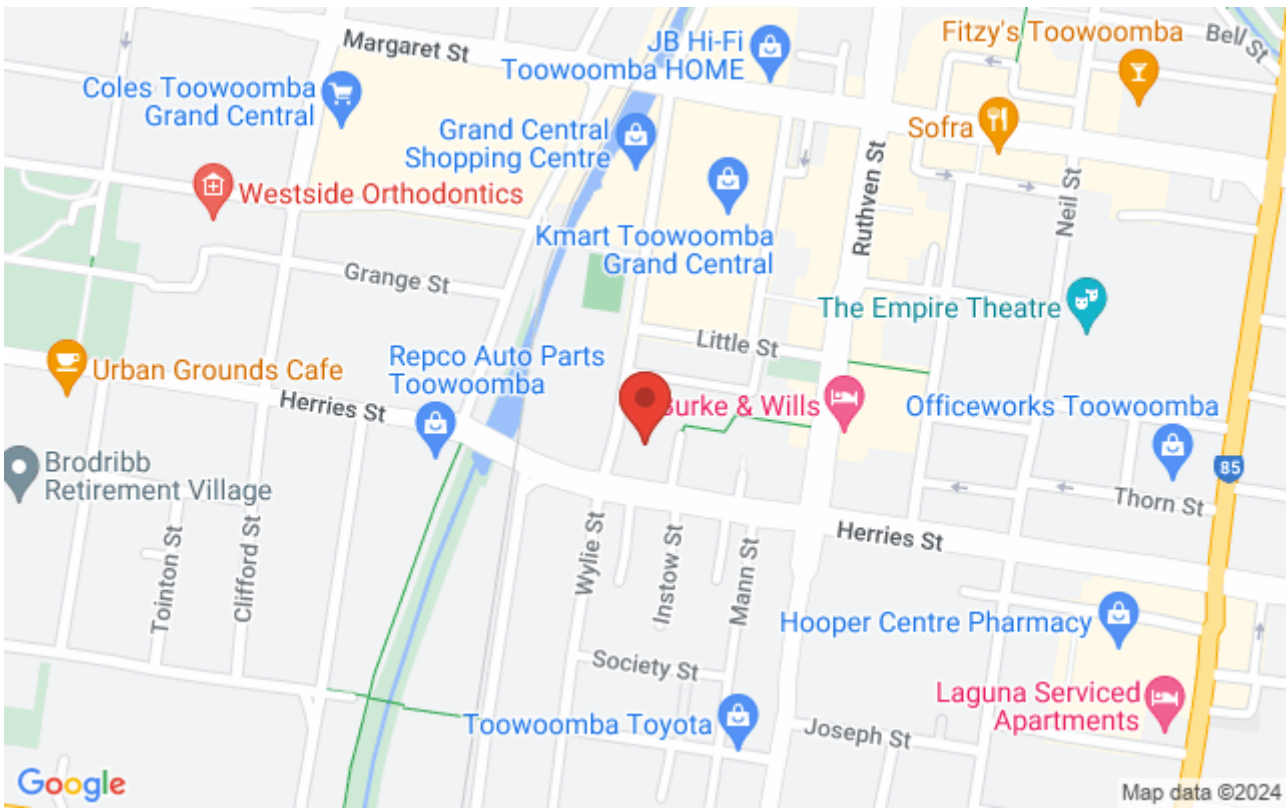 Margaret St
JB Hi-Fi
Toowoomba HOME
Fitzy's Toowoomba
Bell St
Coles Toowoomba
Grand Central
Grand Central
Shopping Centre
Sofra
Ruthven St
Neil St
Westside Orthodontics
Kmart Toowoomba
Grand Central
Grange St
The Empire Theatre
Little St
Repco Auto Parts
Toowoomba
Urban Grounds Cafe
Herries St
Burke & Wills
Officeworks Toowoomba
Brodribb
Retirement Village
85
Thorn St
Herries St
Tointon St
Clifford St
Wylie St
Instow St
Mann St
Hooper Centre Pharmacy
Society St
Laguna Serviced
Apartments
Toowoomba Toyota
Joseph St
Google
Map data ©2024